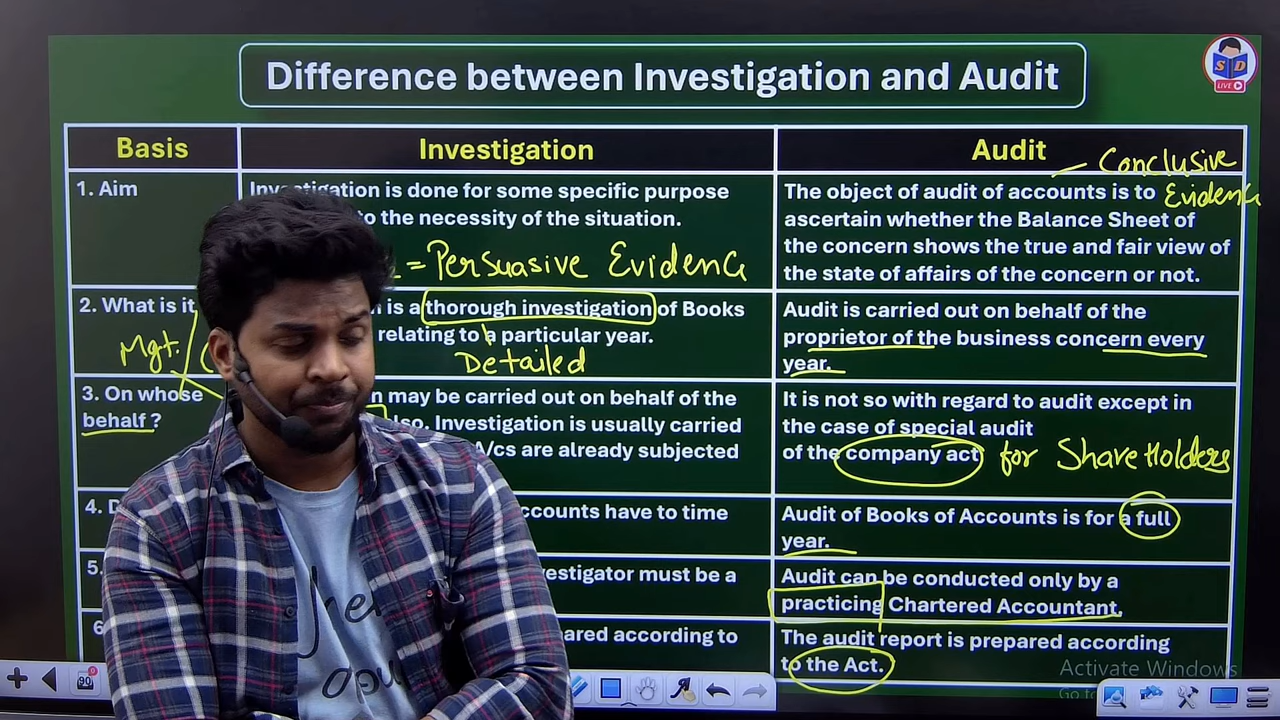 Difference between Investigation and Audit
S D
LIVE
Basis
Investigation
Audit
Conclusive
Evidence
1. Aim
Investigation is done for some specific purpose
to the necessity of the situation.
= Persuasive Evidence
The object of audit of accounts is to
ascertain whether the Balance Sheet of
the concern shows the true and fair view of
the state of affairs of the concern or not.
2. What is it
is a thorough investigation of Books
relating to a particular year.
Detailed
Mgt.
Audit is carried out on behalf of the
proprietor of the business concern every
year.
3. On whose
behalf ?
may be carried out on behalf of the
also. Investigation is usually carried
A/cs are already subjected
It is not so with regard to audit except in
the case of special audit
of the company act for ShareHolders
4.
accounts have to time
Audit of Books of Accounts is for a full
year.
5.
investigator must be a
Audit can be conducted only by a
practicing Chartered Accountant.
6
prepared according to
The audit report is prepared according
to the Act.
Activate Windows
Go to